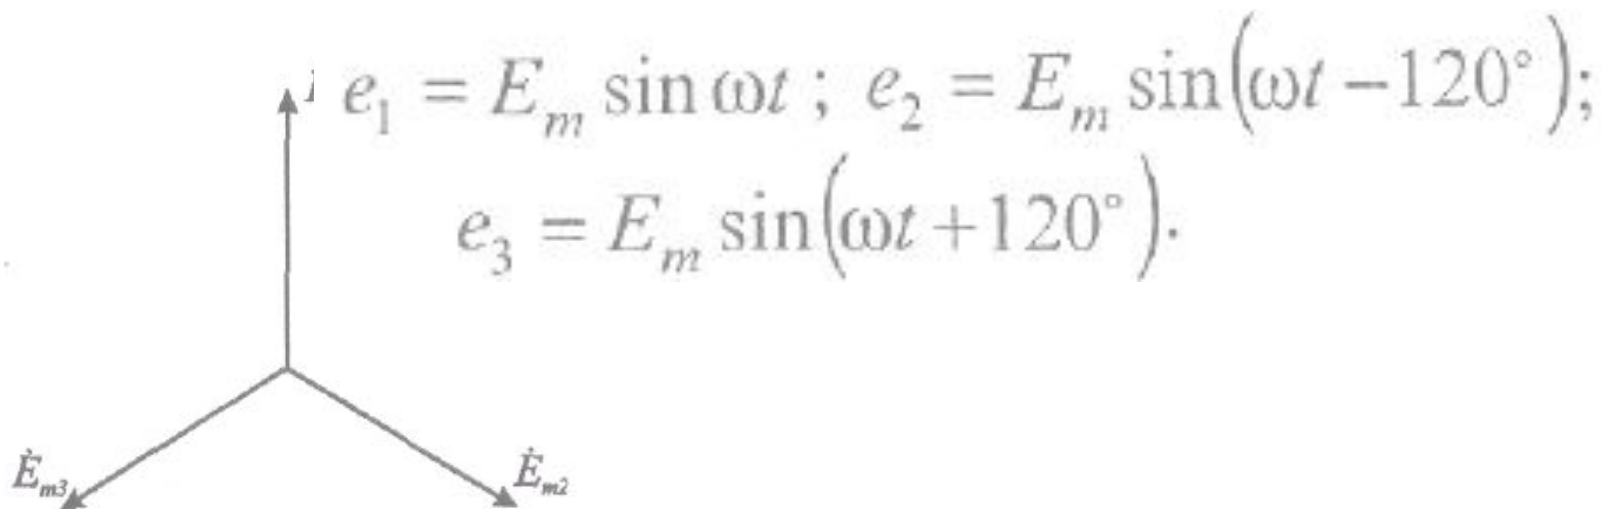 e₁ = Eₘ sin ωt ; e₂ = Eₘ sin(ωt −120°);
e₃ = Eₘ sin(ωt +120°).
Ėₘ₃ Ėₘ₂